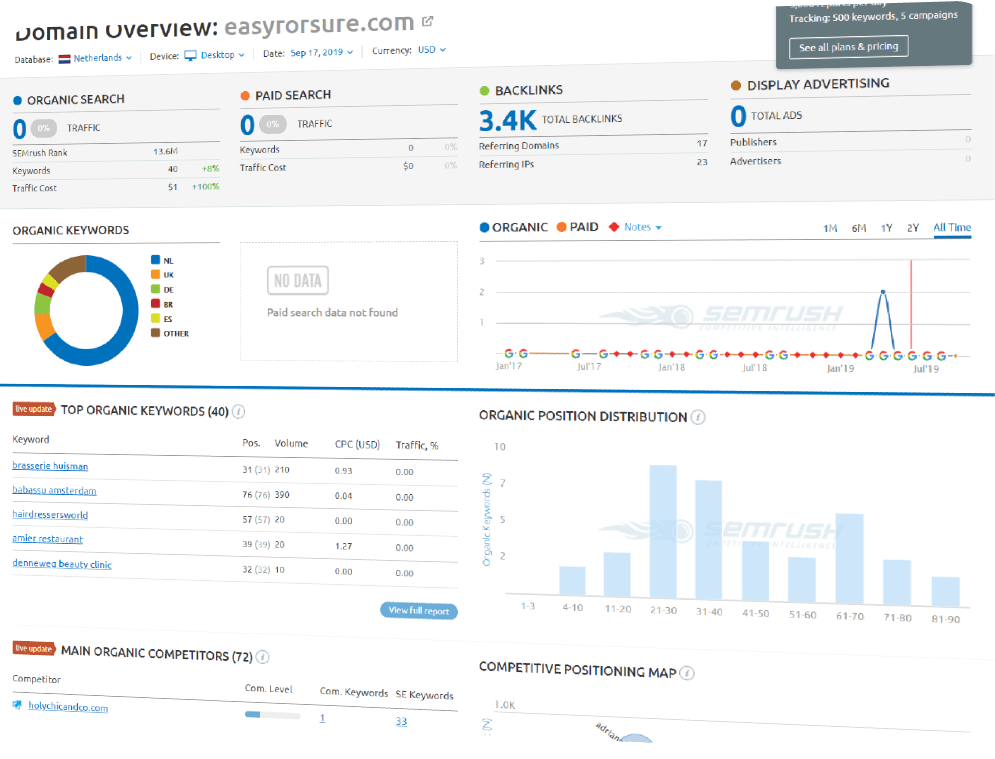 Domain Overview: easyrorsure.com
Tracking: 500 keywords, 5 campaigns
See all plans & pricing
Database: Netherlands Device: Desktop Date: Sep 17, 2019 Currency: USD
ORGANIC SEARCH
0 0% TRAFFIC
SEMrush Rank 13.6M
Keywords 40 +8%
Traffic Cost $1 +100%
PAID SEARCH
0 0% TRAFFIC
Keywords 0 0%
Traffic Cost $0 0%
BACKLINKS
3.4K TOTAL BACKLINKS
Referring Domains 17
Referring IPs 23
DISPLAY ADVERTISING
0 TOTAL ADS
Publishers 0
Advertisers 0
ORGANIC KEYWORDS
NL
UK
DE
BR
ES
OTHER
NO DATA
Paid search data not found
ORGANIC PAID Notes 1M 6M 1Y 2Y All Time
3
2
1
SEMRUSH
COMPETITIVE INTELLIGENCE
Jan'17 Jul'17 Jan'18 Jul'18 Jan'19 Jul'19
live update TOP ORGANIC KEYWORDS (40) i
Keyword Pos. Volume CPC (USD) Traffic, %
brasserie huisman 31 (31) 210 0.93 0.00
babassu amsterdam 76 (76) 390 0.04 0.00
hairdressersworld 57 (57) 20 0.00 0.00
amier restaurant 39 (39) 20 1.27 0.00
denneweg beauty clinic 32 (32) 10 0.00 0.00
View full report
ORGANIC POSITION DISTRIBUTION i
Organic Keywords (N)
10
7
5
2
SEMRUSH
COMPETITIVE INTELLIGENCE
1-3 4-10 11-20 21-30 31-40 41-50 51-60 61-70 71-80 81-90
live update MAIN ORGANIC COMPETITORS (72) i
Competitor Com. Level Com. Keywords SE Keywords
holychicandco.com 1 33
COMPETITIVE POSITIONING MAP i
1.0K
(N)